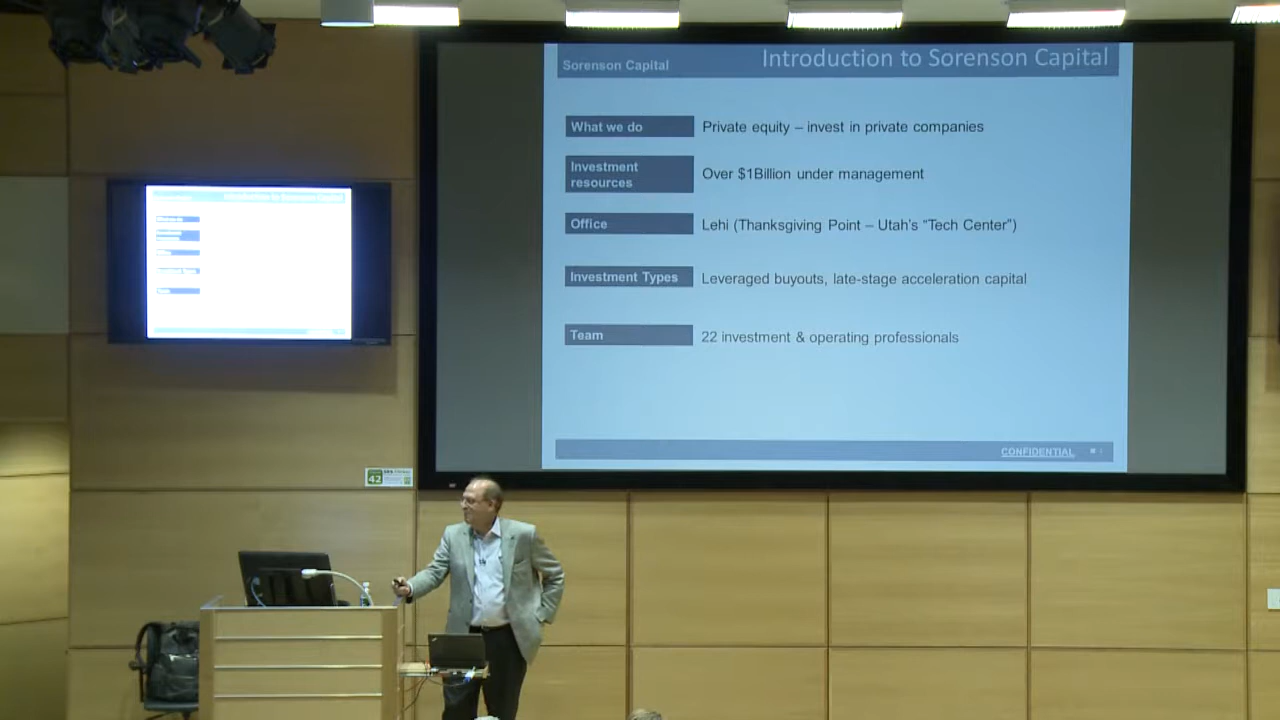 Sorenson Capital
Introduction to Sorenson Capital
What we do
Private equity – invest in private companies
Investment
resources
Over $1Billion under management
Office
Lehi (Thanksgiving Point – Utah's “Tech Center”)
Investment Types
Leveraged buyouts, late-stage acceleration capital
Team
22 investment & operating professionals
CONFIDENTIAL
42